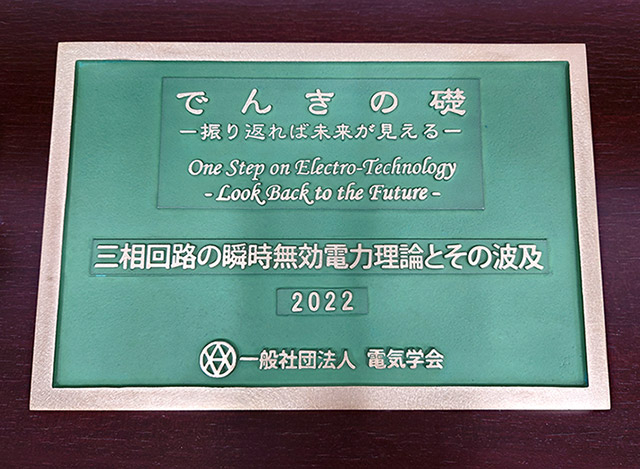 でんきの礎
ー振り返れば未来が見えるー
One Step on Electro-Technology
- Look Back to the Future -
三相回路の瞬時無効電力理論とその波及
2022
一般社団法人 電気学会